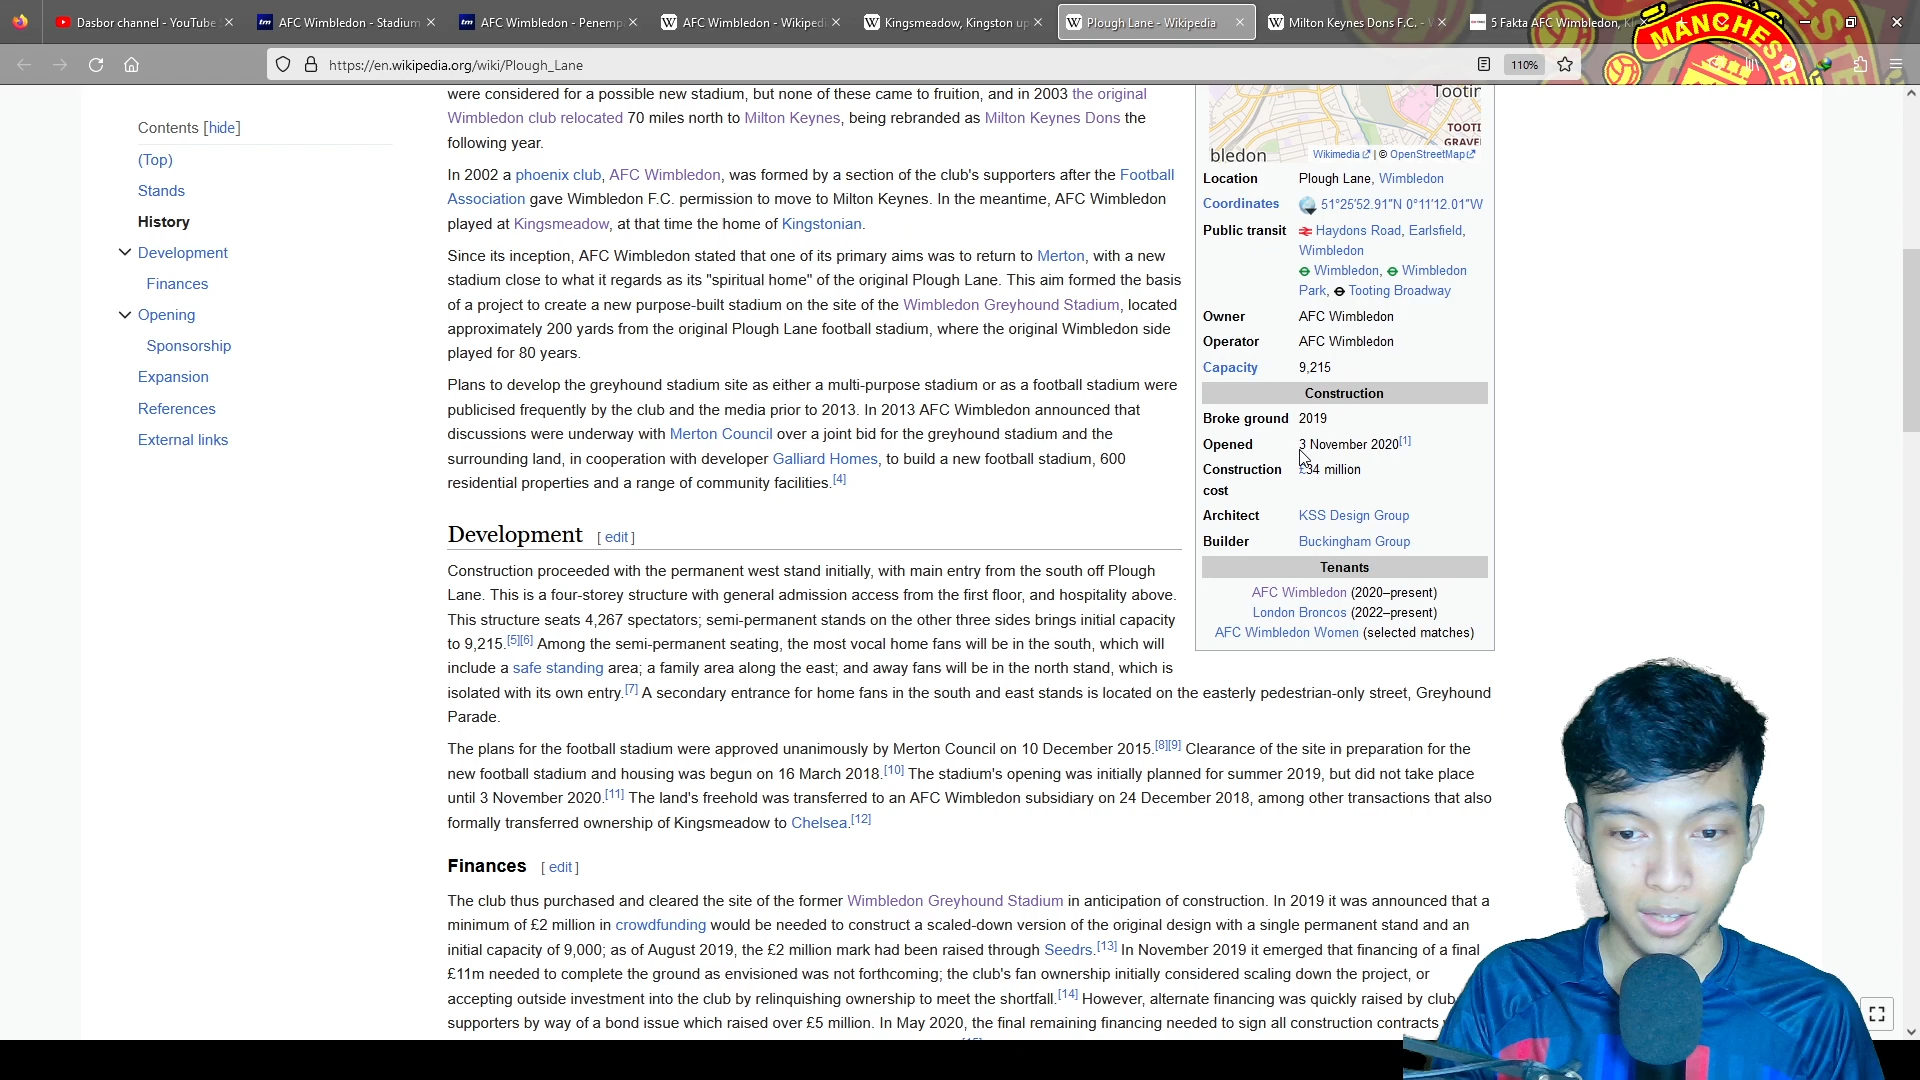 Dasbor channel - YouTube
AFC Wimbledon - Stadium
AFC Wimbledon - Penemp
AFC Wimbledon - Wikiped
Kingsmeadow, Kingston up
Plough Lane - Wikipedia
Milton Keynes Dons F.C. -
5 Fakta AFC Wimbledon,
MANCHES
https://en.wikipedia.org/wiki/Plough_Lane
110%
Contents [hide]
(Top)
Stands
History
Development
Finances
Opening
Sponsorship
Expansion
References
External links
were considered for a possible new stadium, but none of these came to fruition, and in 2003 the original
Wimbledon club relocated 70 miles north to Milton Keynes, being rebranded as Milton Keynes Dons the
following year.
In 2002 a phoenix club, AFC Wimbledon, was formed by a section of the club's supporters after the Football
Association gave Wimbledon F.C. permission to move to Milton Keynes. In the meantime, AFC Wimbledon
played at Kingsmeadow, at that time the home of Kingstonian.
Since its inception, AFC Wimbledon stated that one of its primary aims was to return to Merton, with a new
stadium close to what it regards as its "spiritual home" of the original Plough Lane. This aim formed the basis
of a project to create a new purpose-built stadium on the site of the Wimbledon Greyhound Stadium, located
approximately 200 yards from the original Plough Lane football stadium, where the original Wimbledon side
played for 80 years.
Plans to develop the greyhound stadium site as either a multi-purpose stadium or as a football stadium were
publicised frequently by the club and the media prior to 2013. In 2013 AFC Wimbledon announced that
discussions were underway with Merton Council over a joint bid for the greyhound stadium and the
surrounding land, in cooperation with developer Galliard Homes, to build a new football stadium, 600
residential properties and a range of community facilities.[4]
Development [ edit ]
Construction proceeded with the permanent west stand initially, with main entry from the south off Plough
Lane. This is a four-storey structure with general admission access from the first floor, and hospitality above.
This structure seats 4,267 spectators; semi-permanent stands on the other three sides brings initial capacity
to 9,215.[5][6] Among the semi-permanent seating, the most vocal home fans will be in the south, which will
include a safe standing area; a family area along the east; and away fans will be in the north stand, which is
isolated with its own entry.[7] A secondary entrance for home fans in the south and east stands is located on the easterly pedestrian-only street, Greyhound
Parade.
The plans for the football stadium were approved unanimously by Merton Council on 10 December 2015.[8][9] Clearance of the site in preparation for the
new football stadium and housing was begun on 16 March 2018.[10] The stadium's opening was initially planned for summer 2019, but did not take place
until 3 November 2020.[11] The land's freehold was transferred to an AFC Wimbledon subsidiary on 24 December 2018, among other transactions that also
formally transferred ownership of Kingsmeadow to Chelsea.[12]
Finances [ edit ]
The club thus purchased and cleared the site of the former Wimbledon Greyhound Stadium in anticipation of construction. In 2019 it was announced that a
minimum of £2 million in crowdfunding would be needed to construct a scaled-down version of the original design with a single permanent stand and an
initial capacity of 9,000; as of August 2019, the £2 million mark had been raised through Seedrs.[13] In November 2019 it emerged that financing of a final
£11m needed to complete the ground as envisioned was not forthcoming; the club's fan ownership initially considered scaling down the project, or
accepting outside investment into the club by relinquishing ownership to meet the shortfall.[14] However, alternate financing was quickly raised by club
supporters by way of a bond issue which raised over £5 million. In May 2020, the final remaining financing needed to sign all construction contracts
Tootin
TOOTI
GRAVE
bledon
Wikimedia | © OpenStreetMap
Location Plough Lane, Wimbledon
Coordinates 51°25′52.91″N 0°11′12.01″W
Public transit Haydons Road, Earlsfield,
Wimbledon
Wimbledon, Wimbledon
Park, Tooting Broadway
Owner AFC Wimbledon
Operator AFC Wimbledon
Capacity 9,215
Construction
Broke ground 2019
Opened 3 November 2020[1]
Construction cost £34 million
Architect KSS Design Group
Builder Buckingham Group
Tenants
AFC Wimbledon (2020–present)
London Broncos (2022–present)
AFC Wimbledon Women (selected matches)